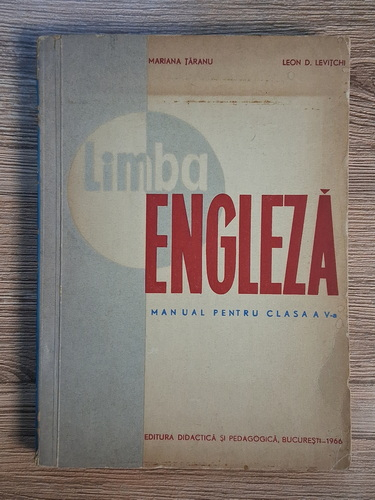 MARIANA ȚĂRANU LEON D. LEVIȚCHI
Limba
ENGLEZĂ
MANUAL PENTRU CLASA A V-a
EDITURA DIDACTICĂ ȘI PEDAGOGICĂ, BUCUREȘTI—1966